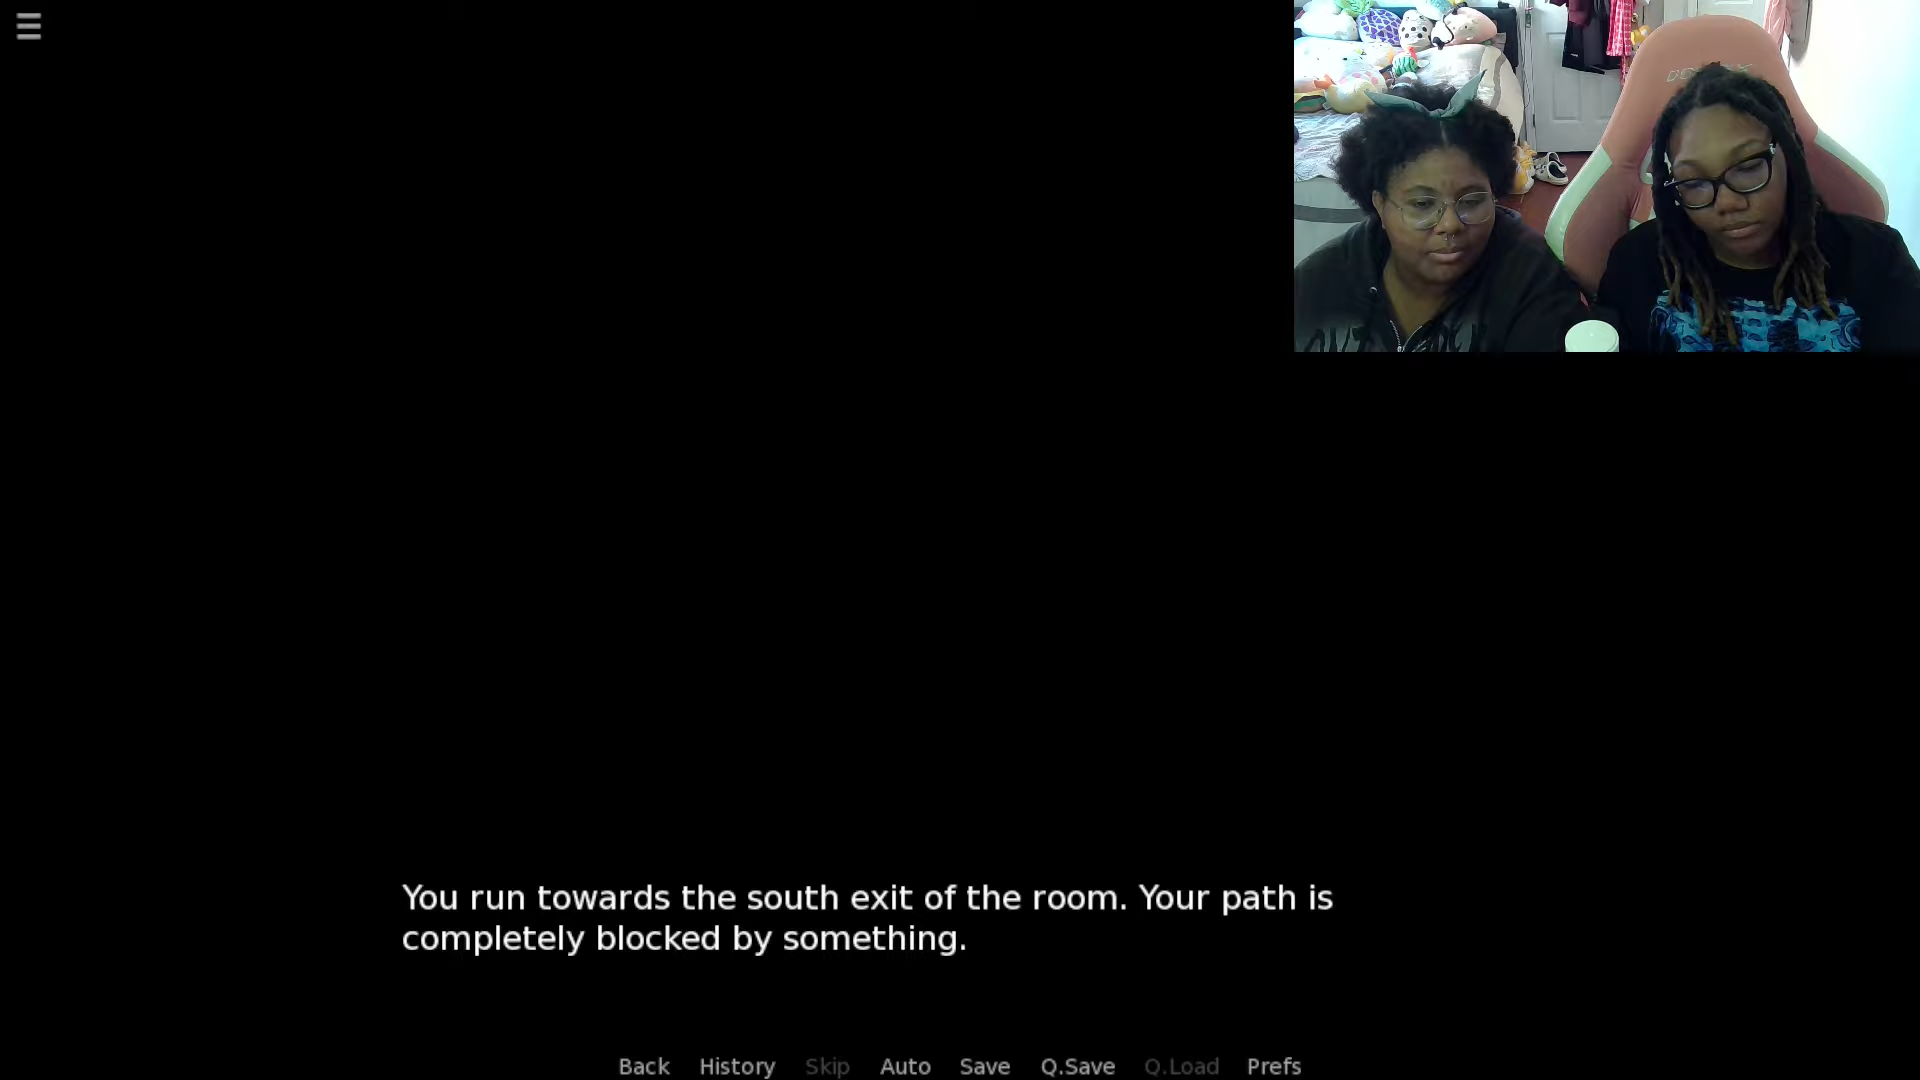 You run towards the south exit of the room. Your path is
completely blocked by something.
Back History Skip Auto Save Q.Save Q.Load Prefs